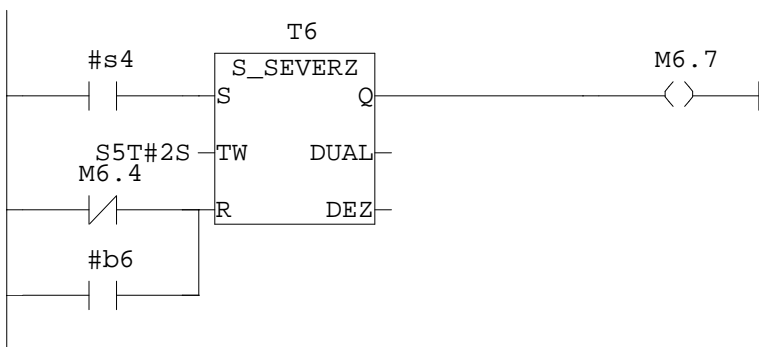 T6
#s4
S_SEVERZ
M6.7
S
Q
S5T#2S
TW
DUAL
M6.4
R
DEZ
#b6